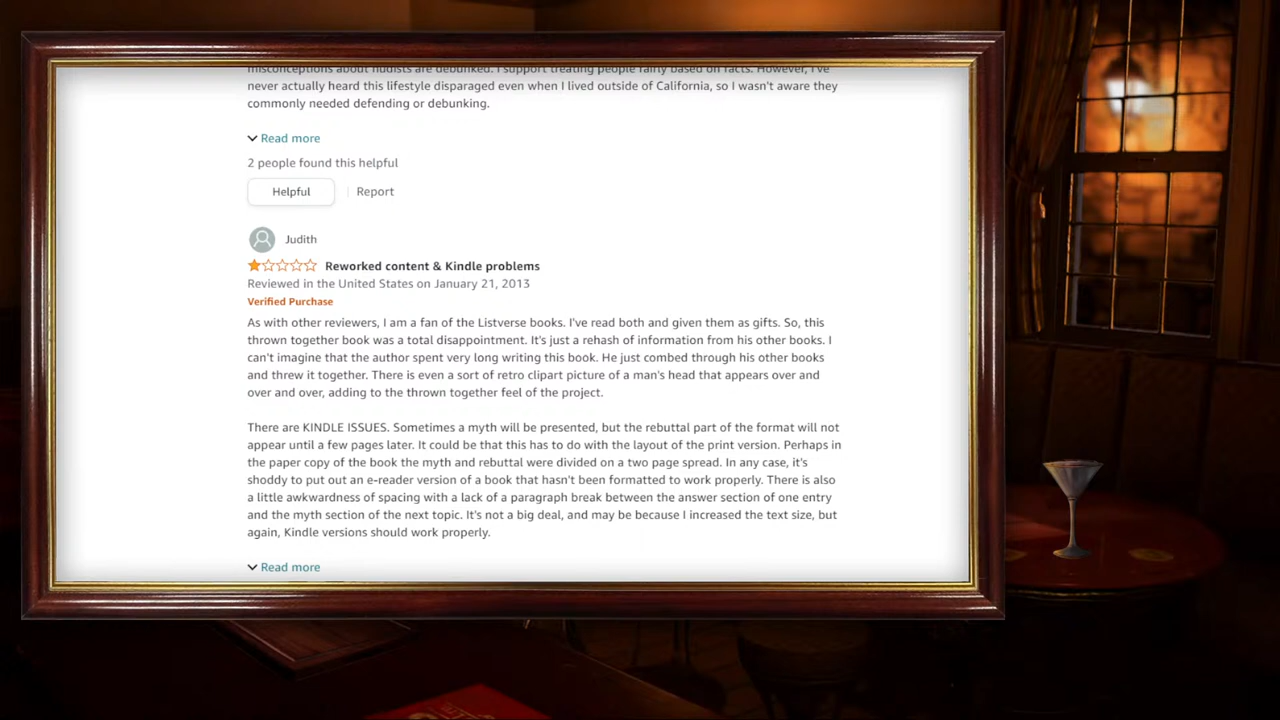 misconceptions about nudists are debunked. I support treating people fairly based on facts. However, I've
never actually heard this lifestyle disparaged even when I lived outside of California, so I wasn't aware they
commonly needed defending or debunking.
Read more
2 people found this helpful
Helpful | Report
Judith
Reworked content & Kindle problems
Reviewed in the United States on January 21, 2013
Verified Purchase
As with other reviewers, I am a fan of the Listverse books. I've read both and given them as gifts. So, this
thrown together book was a total disappointment. It's just a rehash of information from his other books. I
can't imagine that the author spent very long writing this book. He just combed through his other books
and threw it together. There is even a sort of retro clipart picture of a man's head that appears over and
over and over, adding to the thrown together feel of the project.
There are KINDLE ISSUES. Sometimes a myth will be presented, but the rebuttal part of the format will not
appear until a few pages later. It could be that this has to do with the layout of the print version. Perhaps in
the paper copy of the book the myth and rebuttal were divided on a two page spread. In any case, it's
shoddy to put out an e-reader version of a book that hasn't been formatted to work properly. There is also
a little awkwardness of spacing with a lack of a paragraph break between the answer section of one entry
and the myth section of the next topic. It's not a big deal, and may be because I increased the text size, but
again, Kindle versions should work properly.
Read more